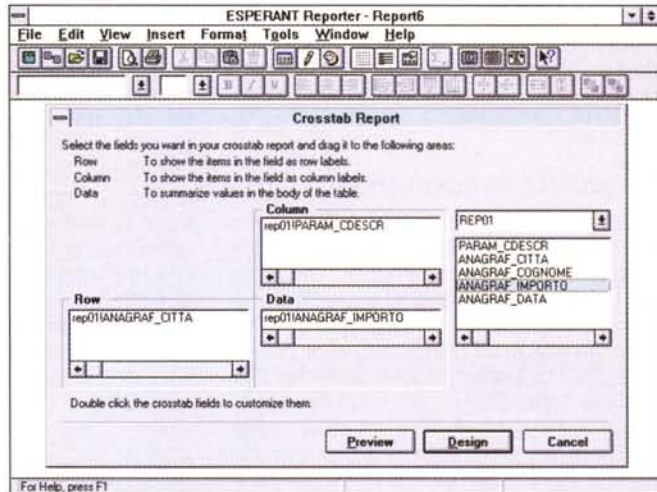 ESPERANT Reporter - Report6
File Edit View Insert Format Tools Window Help
B I U
Crosstab Report
Select the fields you want in your crosstab report and drag it to the following areas:
Row To show the items in the field as row labels.
Column To show the items in the field as column labels.
Data To summarize values in the body of the table.
Column
rep01!PARAM_CDESCR
REP01
PARAM_CDESCR
ANAGRAF_CITTA
ANAGRAF_COGNOME
ANAGRAF_IMPORTO
ANAGRAF_DATA
Row
rep01!ANAGRAF_CITTA
Data
rep01!ANAGRAF_IMPORTO
Double click the crosstab fields to customize them.
Preview Design Cancel
For Help, press F1